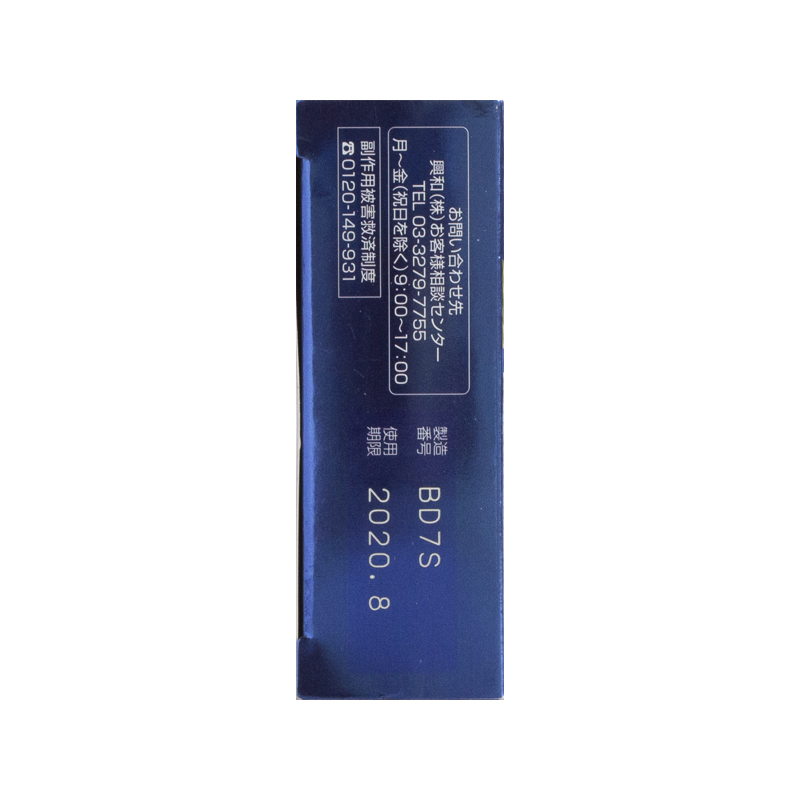 お問い合わせ先
興和(株)お客様相談センター
TEL 03-3279-7755
月〜金(祝日を除く)9:00〜17:00
副作用被害救済制度
☎0120-149-931
製造
番号 BD7S
使用
期限 2020.8